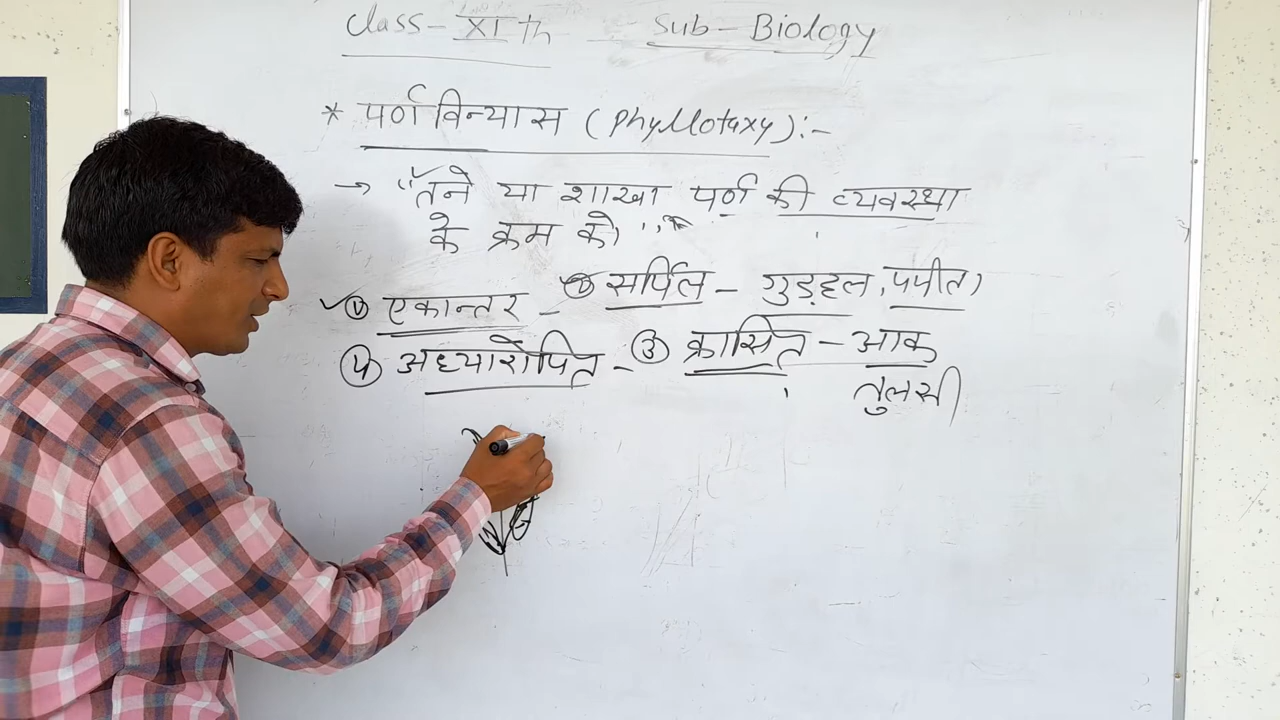 Class - XI th Sub - Biology
* पर्ण विन्यास (Phyllotaxy):-
→ "तने या शाखा पर्ण की व्यवस्था
के क्रम को,"
② सर्पिल - गुड़हल, पपीता
① एकान्तर -
③ क्रासित - आक
④ अध्यारोपित -
तुलसी